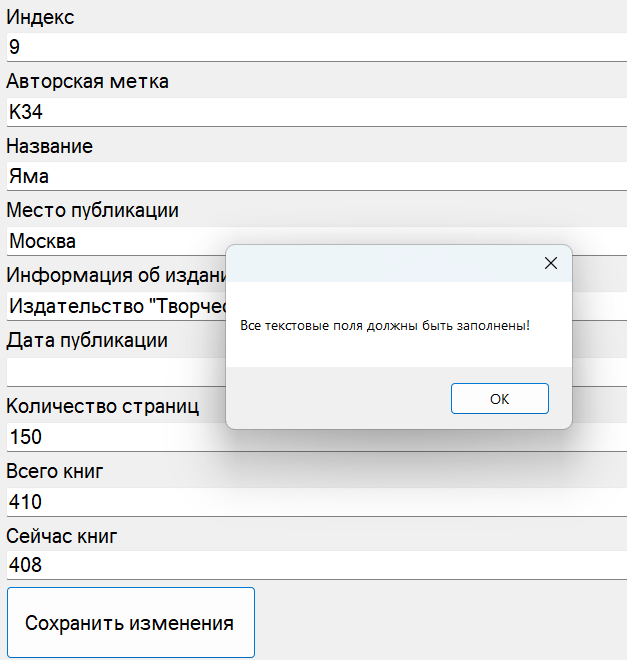 Индекс
9
Авторская метка
К34
Название
Яма
Место публикации
Москва
Информация об издани
Издательство "Творчес
Все текстовые поля должны быть заполнены!
Дата публикации
ОК
Количество страниц
150
Всего книг
410
Сейчас книг
408
Сохранить изменения